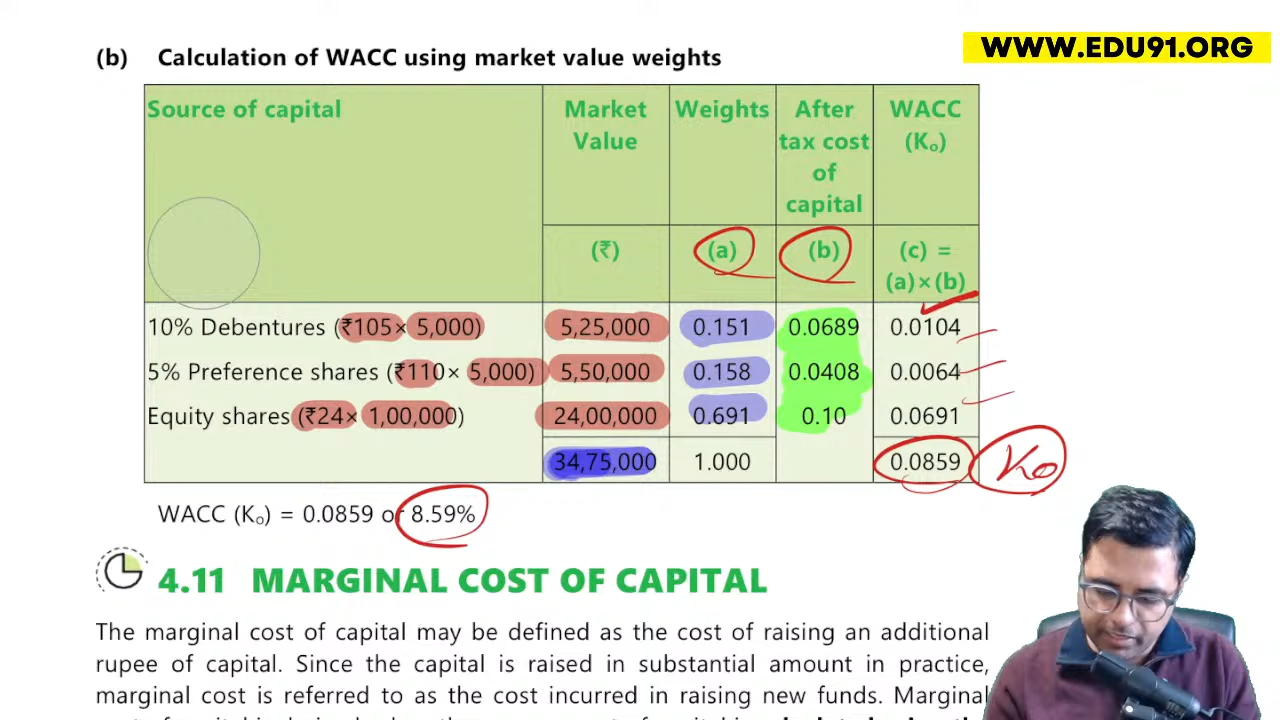 WWW.EDU91.ORG
(b) Calculation of WACC using market value weights
Source of capital Market Value Weights After tax cost of capital WACC (Kₒ)
(₹) (a) (b) (c) = (a)×(b)
10% Debentures (₹105× 5,000) 5,25,000 0.151 0.0689 0.0104
5% Preference shares (₹110× 5,000) 5,50,000 0.158 0.0408 0.0064
Equity shares (₹24× 1,00,000) 24,00,000 0.691 0.10 0.0691
34,75,000 1.000 0.0859 Ko
WACC (Kₒ) = 0.0859 or 8.59%
4.11 MARGINAL COST OF CAPITAL
The marginal cost of capital may be defined as the cost of raising an additional
rupee of capital. Since the capital is raised in substantial amount in practice,
marginal cost is referred to as the cost incurred in raising new funds. Marginal